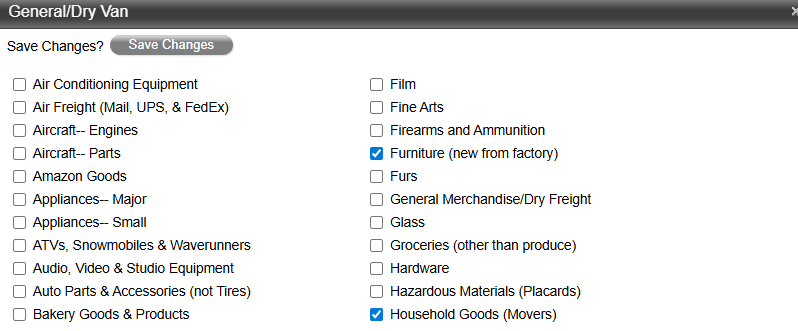 General/Dry Van
Save Changes? Save Changes
Air Conditioning Equipment
Air Freight (Mail, UPS, & FedEx)
Aircraft-- Engines
Aircraft-- Parts
Amazon Goods
Appliances-- Major
Appliances-- Small
ATVs, Snowmobiles & Waverunners
Audio, Video & Studio Equipment
Auto Parts & Accessories (not Tires)
Bakery Goods & Products
Film
Fine Arts
Firearms and Ammunition
Furniture (new from factory)
Furs
General Merchandise/Dry Freight
Glass
Groceries (other than produce)
Hardware
Hazardous Materials (Placards)
Household Goods (Movers)